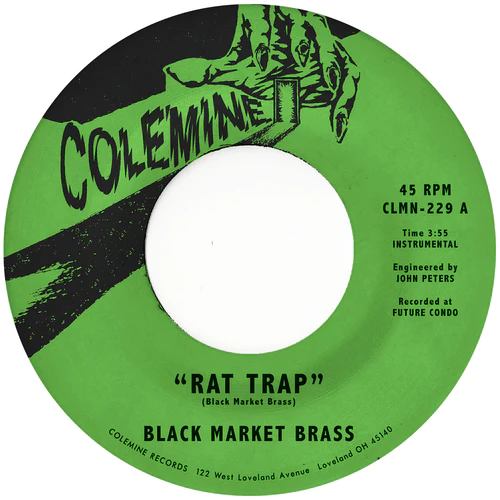 COLEMINE
45 RPM
CLMN-229 A
Time 3:55
INSTRUMENTAL
Engineered by
JOHN PETERS
Recorded at
FUTURE CONDO
“RAT TRAP”
(Black Market Brass)
BLACK MARKET BRASS
COLEMINE RECORDS 122 West Loveland Avenue Loveland OH 45140